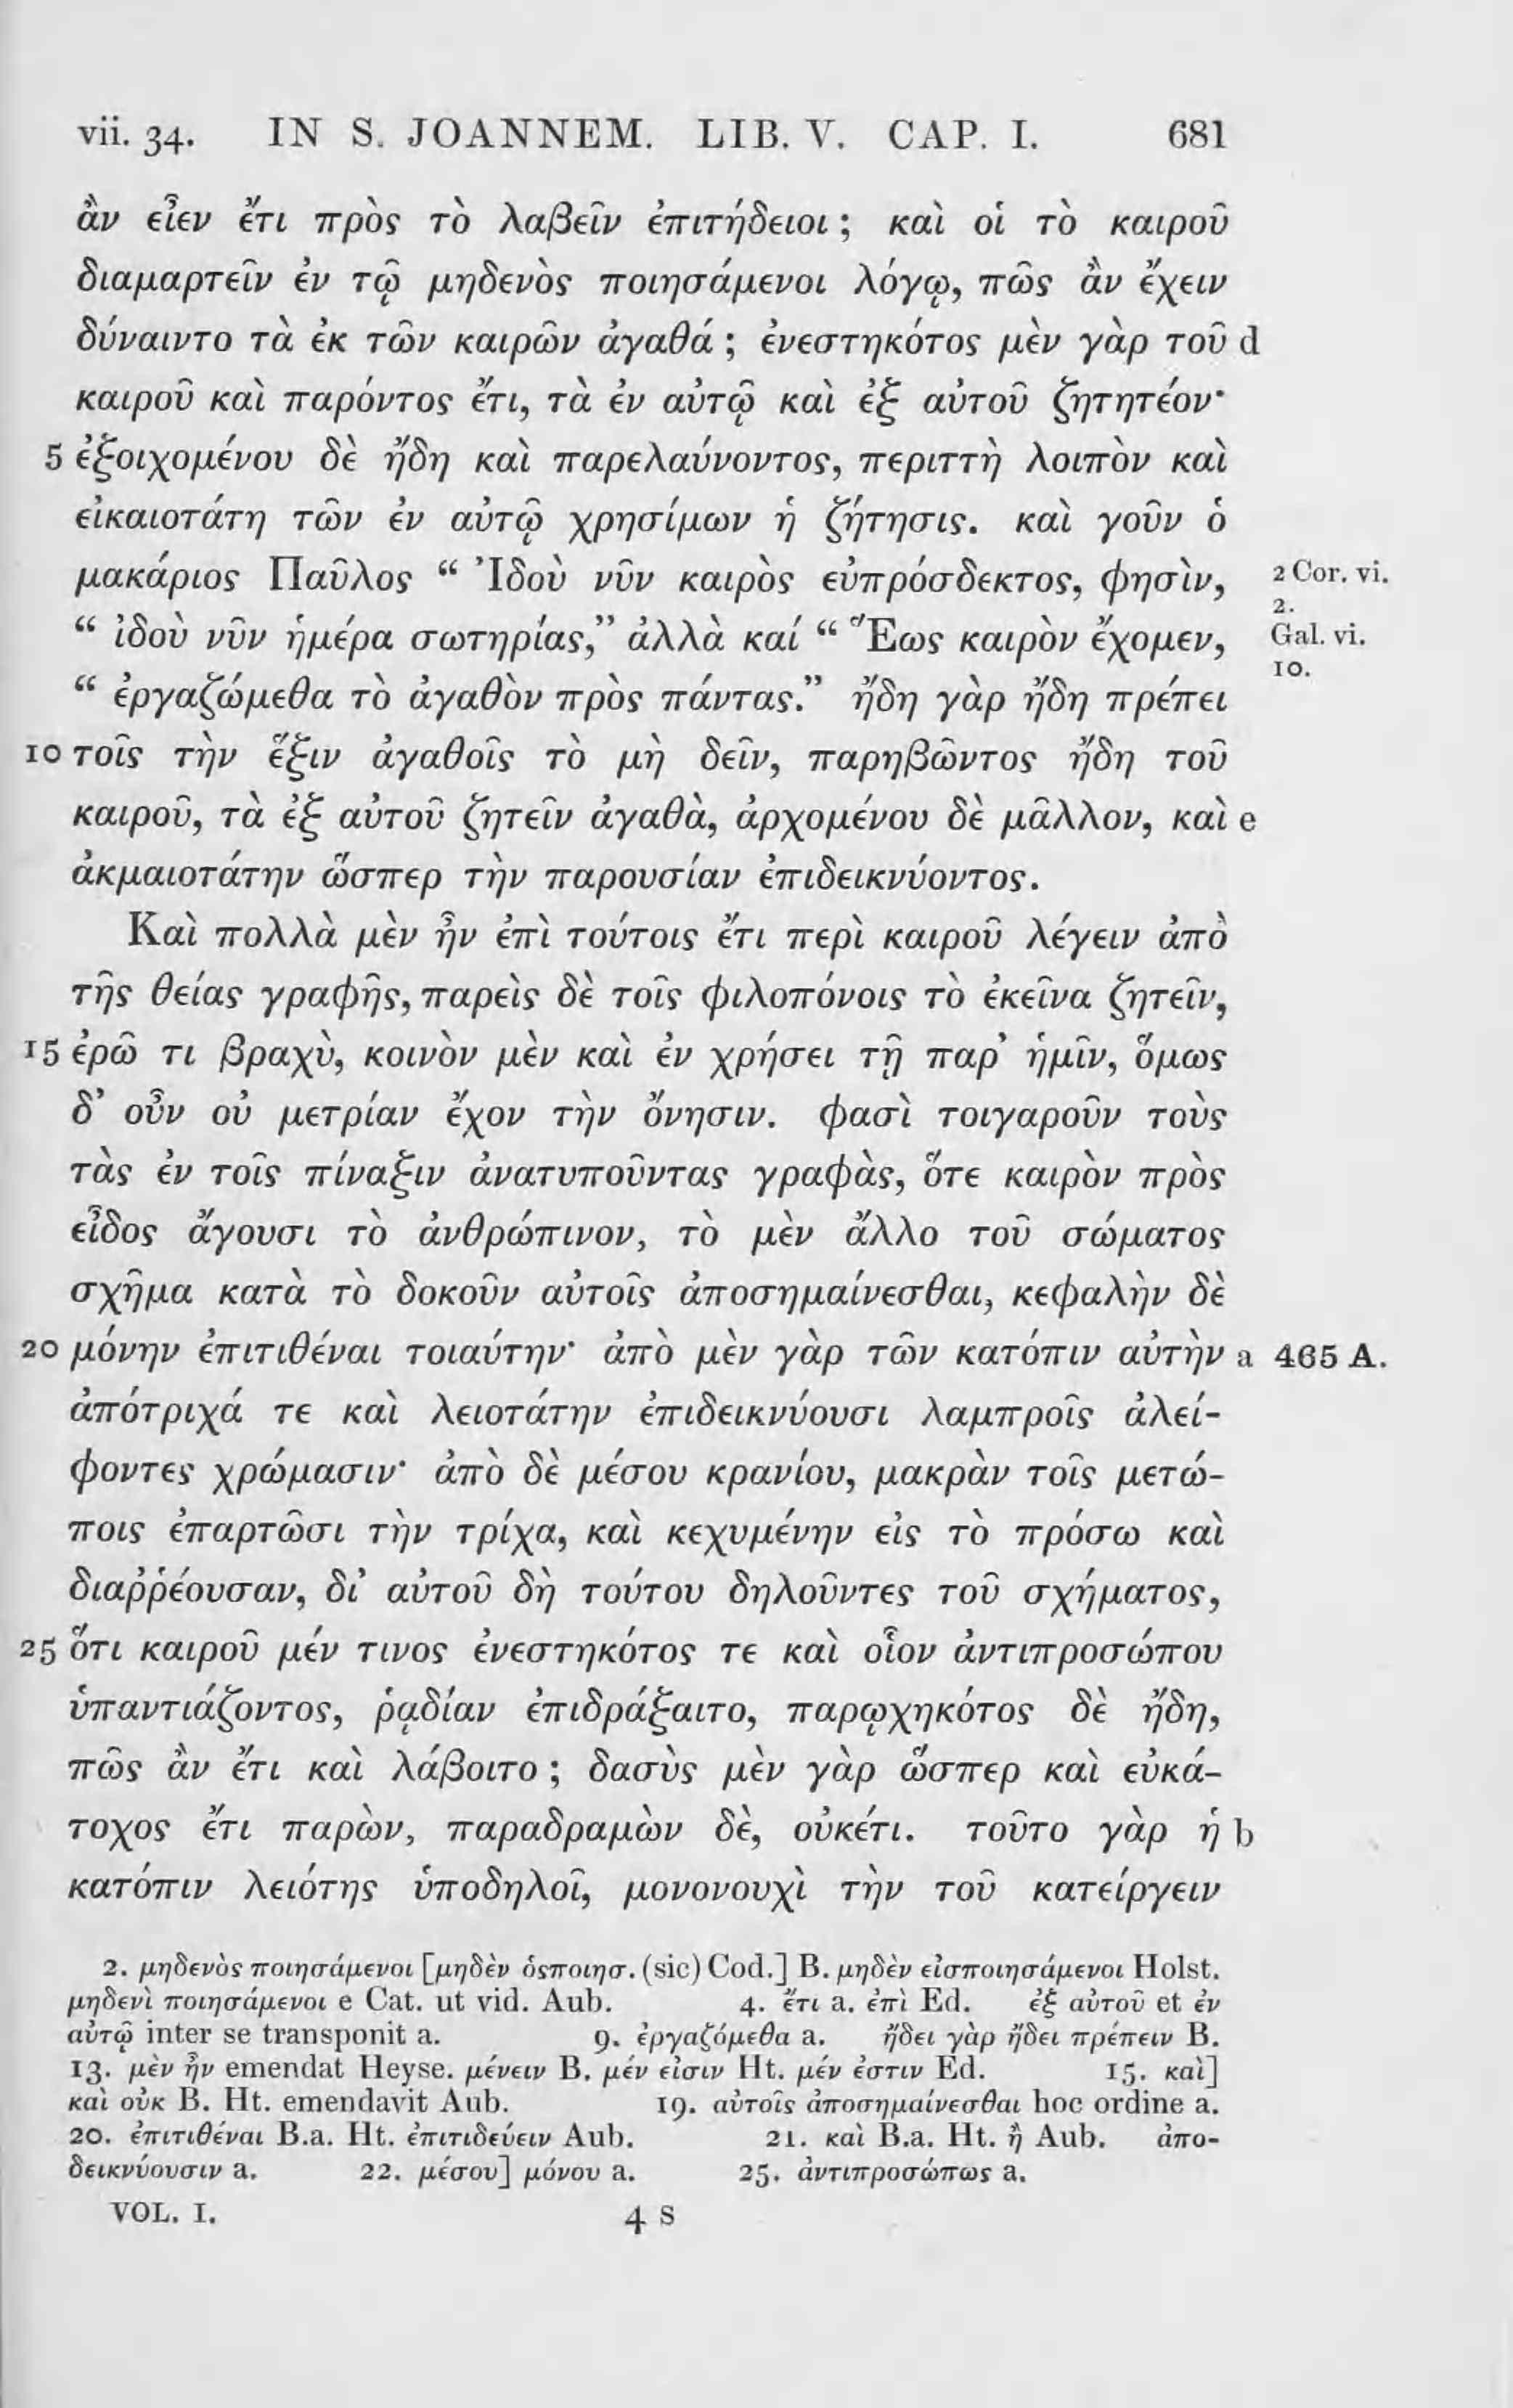 vii. 34. IN S. JOANNEM. LIB. V. CAP. I. 681
ἂν εἶεν ἔτι πρὸς τὸ λαβεῖν ἐπιτήδειοι ; καὶ οἱ τὸ καιροῦ
διαμαρτεῖν ἐν τῷ μηδενὸς ποιησάμενοι λόγῳ, πῶς ἂν ἔχειν
δύναιντο τὰ ἐκ τῶν καιρῶν ἀγαθά ; ἐνεστηκότος μὲν γὰρ τοῦ d
καιροῦ καὶ παρόντος ἔτι, τὰ ἐν αὐτῷ καὶ ἐξ αὐτοῦ ζητητέον·
5 ἐξοιχομένου δὲ ἤδη καὶ παρελαύνοντος, περιττὴ λοιπὸν καὶ
εἰκαιοτάτη τῶν ἐν αὐτῷ χρησίμων ἡ ζήτησις. καὶ γοῦν ὁ
μακάριος Παῦλος “ Ἰδοὺ νῦν καιρὸς εὐπρόσδεκτος, φησὶν, 2 Cor. vi.
2.
“ ἰδοὺ νῦν ἡμέρα σωτηρίας,” ἀλλὰ καί “ Ἕως καιρὸν ἔχομεν, Gal. vi.
10.
“ ἐργαζώμεθα τὸ ἀγαθὸν πρὸς πάντας.” ἤδη γὰρ ἤδη πρέπει
10 τοῖς τὴν ἕξιν ἀγαθοῖς τὸ μὴ δεῖν, παρηβῶντος ἤδη τοῦ
καιροῦ, τὰ ἐξ αὐτοῦ ζητεῖν ἀγαθὰ, ἀρχομένου δὲ μᾶλλον, καὶ e
ἀκμαιοτάτην ὥσπερ τὴν παρουσίαν ἐπιδεικνύοντος.
Καὶ πολλὰ μὲν ἦν ἐπὶ τούτοις ἔτι περὶ καιροῦ λέγειν ἀπὸ
τῆς θείας γραφῆς, παρεὶς δὲ τοῖς φιλοπόνοις τὸ ἐκεῖνα ζητεῖν,
15 ἐρῶ τι βραχὺ, κοινὸν μὲν καὶ ἐν χρήσει τῇ παρ’ ἡμῖν, ὅμως
δ’ οὖν οὐ μετρίαν ἔχον τὴν ὄνησιν. φασὶ τοιγαροῦν τοὺς
τὰς ἐν τοῖς πίναξιν ἀνατυποῦντας γραφὰς, ὅτε καιρὸν πρὸς
εἶδος ἄγουσι τὸ ἀνθρώπινον, τὸ μὲν ἄλλο τοῦ σώματος
σχῆμα κατὰ τὸ δοκοῦν αὐτοῖς ἀποσημαίνεσθαι, κεφαλὴν δὲ
20 μόνην ἐπιτιθέναι τοιαύτην· ἀπὸ μὲν γὰρ τῶν κατόπιν αὐτὴν a 465 A.
ἀπότριχά τε καὶ λειοτάτην ἐπιδεικνύουσι λαμπροῖς ἀλεί-
φοντες χρώμασιν· ἀπὸ δὲ μέσου κρανίου, μακρὰν τοῖς μετώ-
ποις ἐπαρτῶσι τὴν τρίχα, καὶ κεχυμένην εἰς τὸ πρόσω καὶ
διαῤῥέουσαν, δι’ αὐτοῦ δὴ τούτου δηλοῦντες τοῦ σχήματος,
25 ὅτι καιροῦ μέν τινος ἐνεστηκότος τε καὶ οἷον ἀντιπροσώπου
ὑπαντιάζοντος, ῥᾳδίαν ἐπιδράξαιτο, παρῳχηκότος δὲ ἤδη,
πῶς ἂν ἔτι καὶ λάβοιτο ; δασὺς μὲν γὰρ ὥσπερ καὶ εὐκά-
τοχος ἔτι παρὼν, παραδραμὼν δὲ, οὐκέτι. τοῦτο γὰρ ἡ b
κατόπιν λειότης ὑποδηλοῖ, μονονουχὶ τὴν τοῦ κατείργειν
2. μηδενὸς ποιησάμενοι [μηδὲν ὁςποιησ. (sic) Cod.] B. μηδὲν εἰσποιησάμενοι Holst.
μηδενὶ ποιησάμενοι e Cat. ut vid. Aub. 4. ἔτι a. ἐπὶ Ed. ἐξ αὐτοῦ et ἐν
αὐτῷ inter se transponit a. 9. ἐργαζόμεθα a. ᾔδει γὰρ ᾔδει πρέπειν B.
13. μὲν ἦν emendat Heyse. μένειν B. μέν εἰσιν Ht. μέν ἐστιν Ed. 15. καὶ]
καὶ οὐκ B. Ht. emendavit Aub. 19. αὐτοῖς ἀποσημαίνεσθαι hoc ordine a.
20. ἐπιτιθέναι B.a. Ht. ἐπιτιδεύειν Aub. 21. καὶ B.a. Ht. ἢ Aub. ἀπο-
δεικνύουσιν a. 22. μέσου] μόνου a. 25. ἀντιπροσώπως a.
VOL. I. 4 S